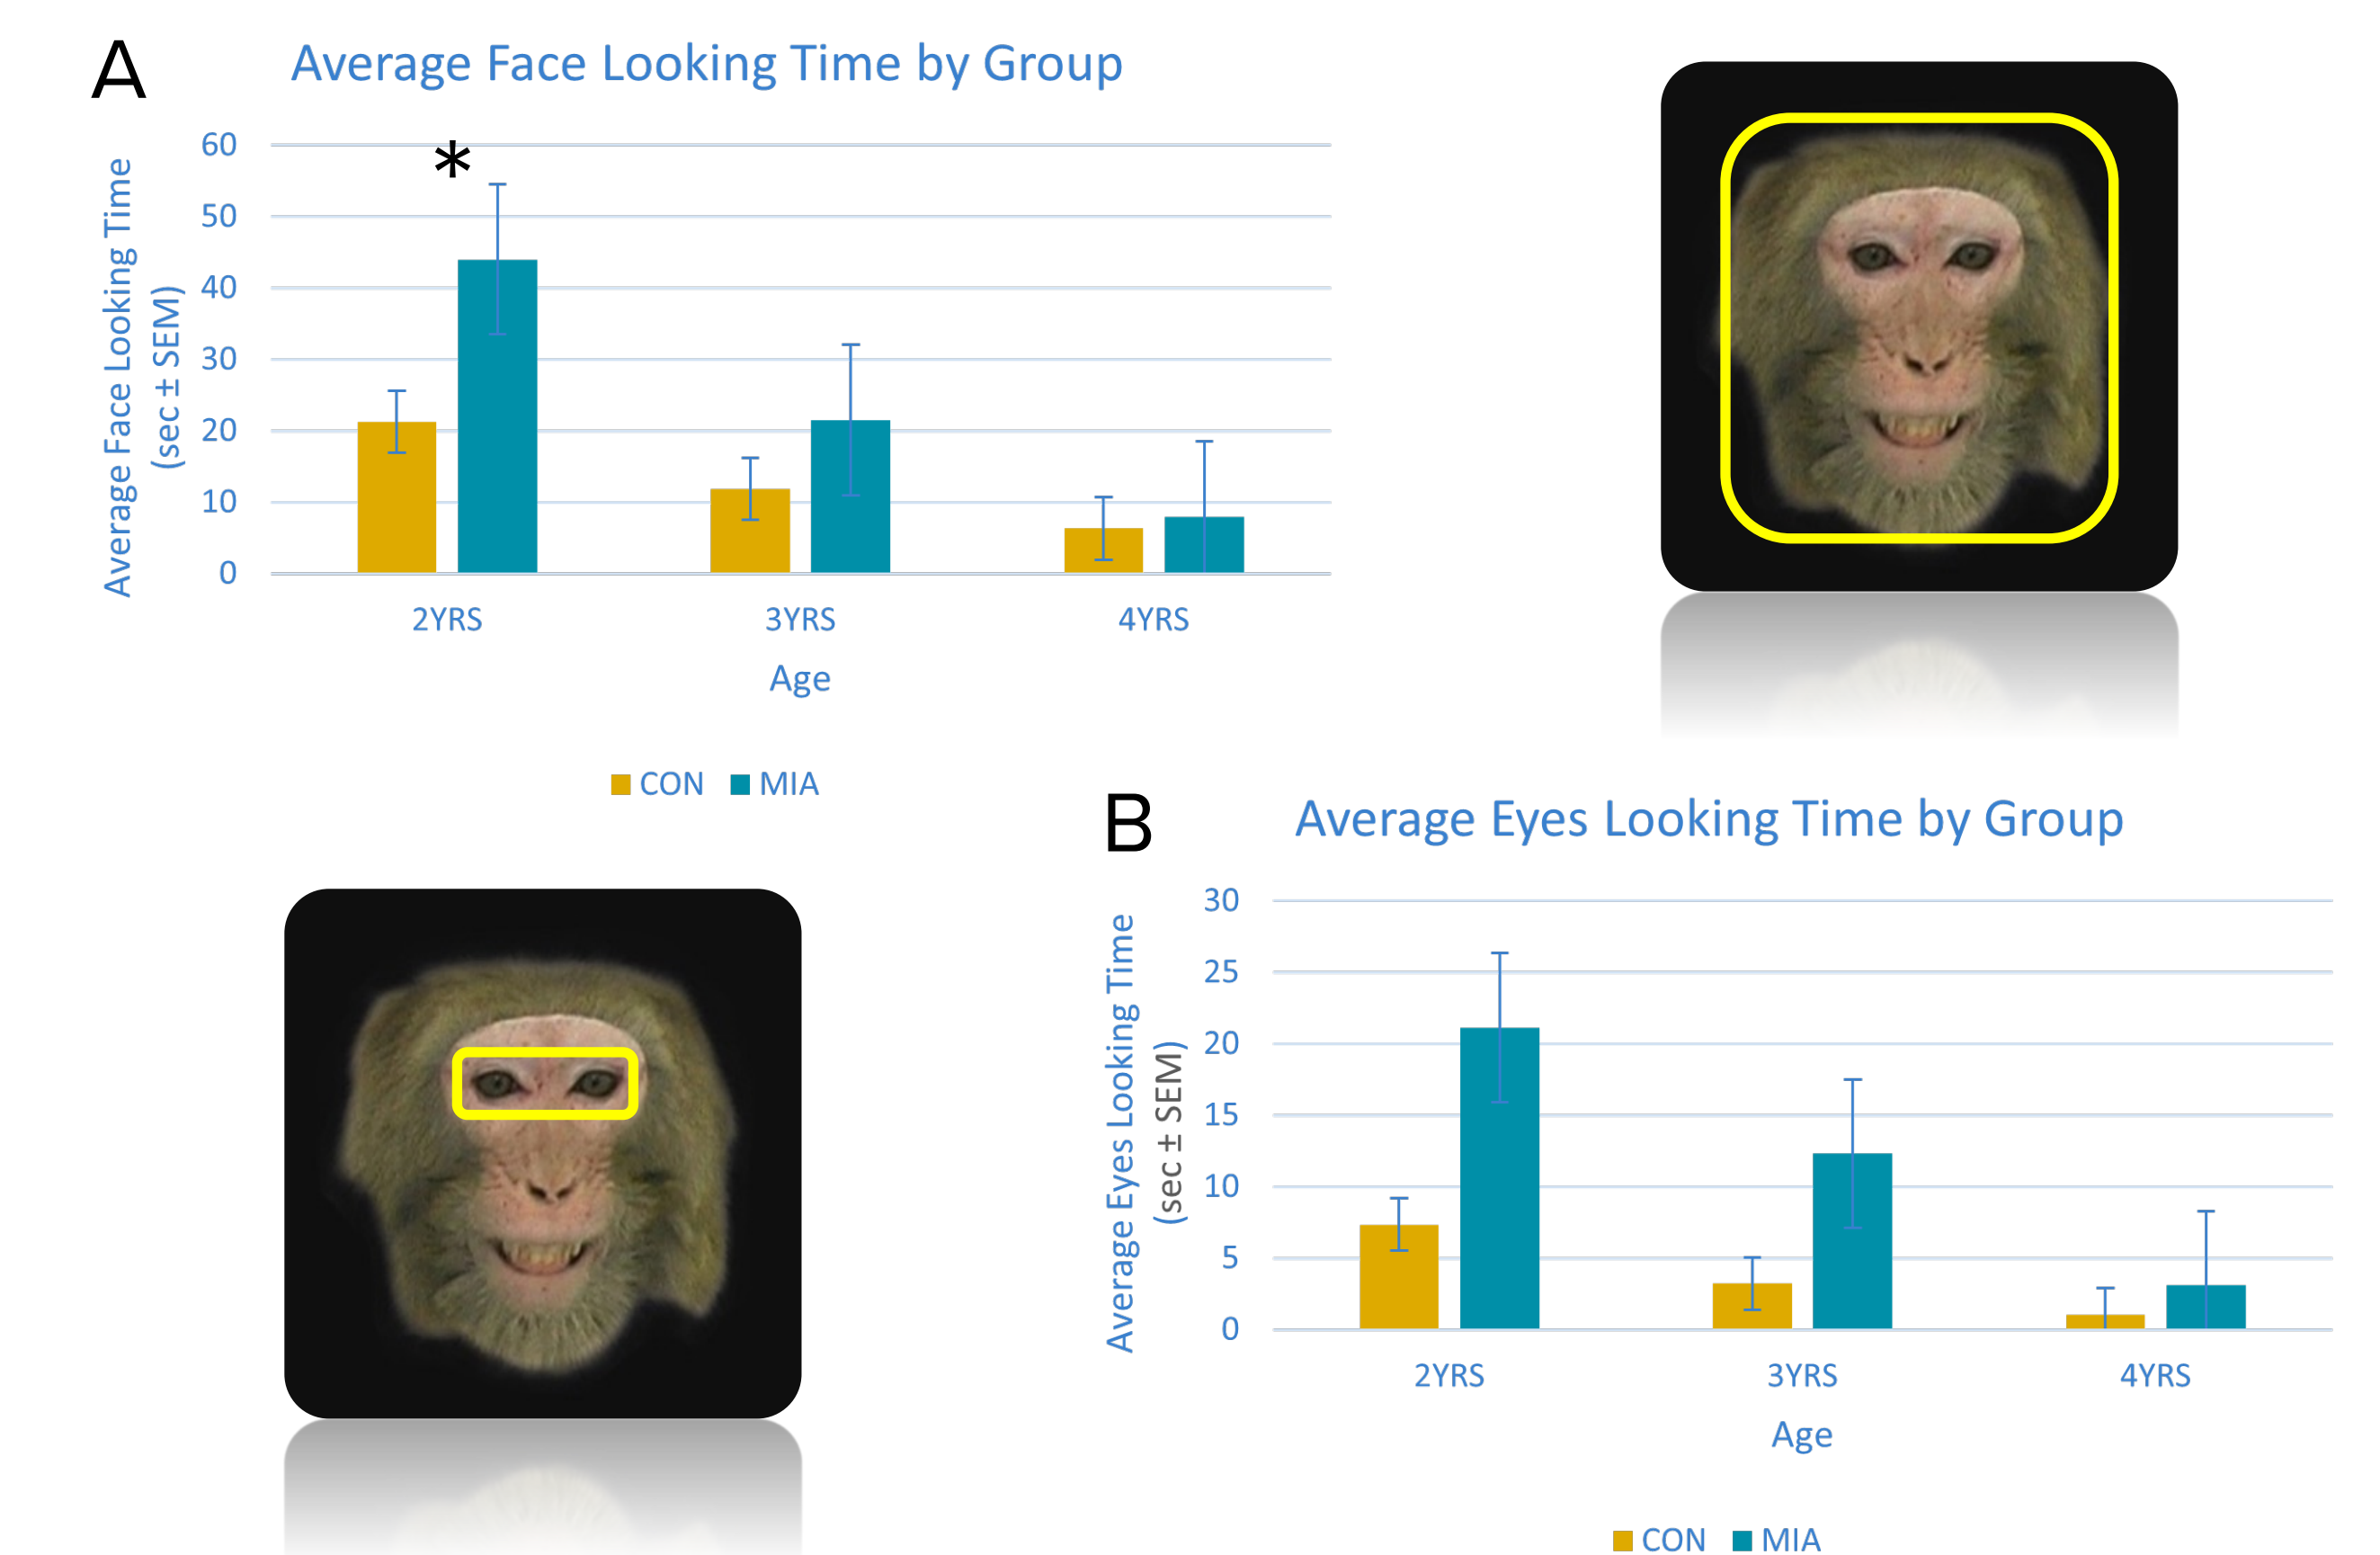 A
Average Face Looking Time by Group
Average Face Looking Time
(sec ± SEM)
60
50
40
30
20
10
0
*
2YRS 3YRS 4YRS
Age
CON MIA
B
Average Eyes Looking Time by Group
Average Eyes Looking Time
(sec ± SEM)
30
25
20
15
10
5
0
2YRS 3YRS 4YRS
Age
CON MIA